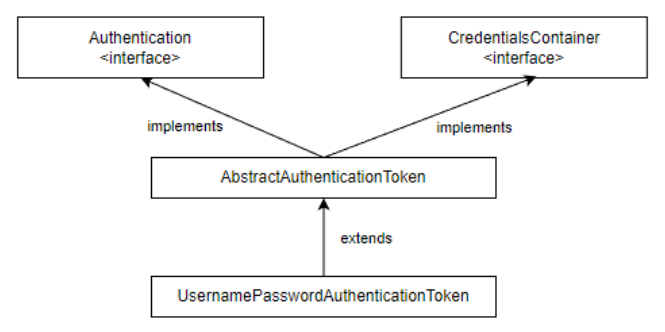 Authentication
<interface>
CredentialsContainer
<interface>
implements
implements
AbstractAuthenticationToken
extends
UsernamePasswordAuthenticationToken